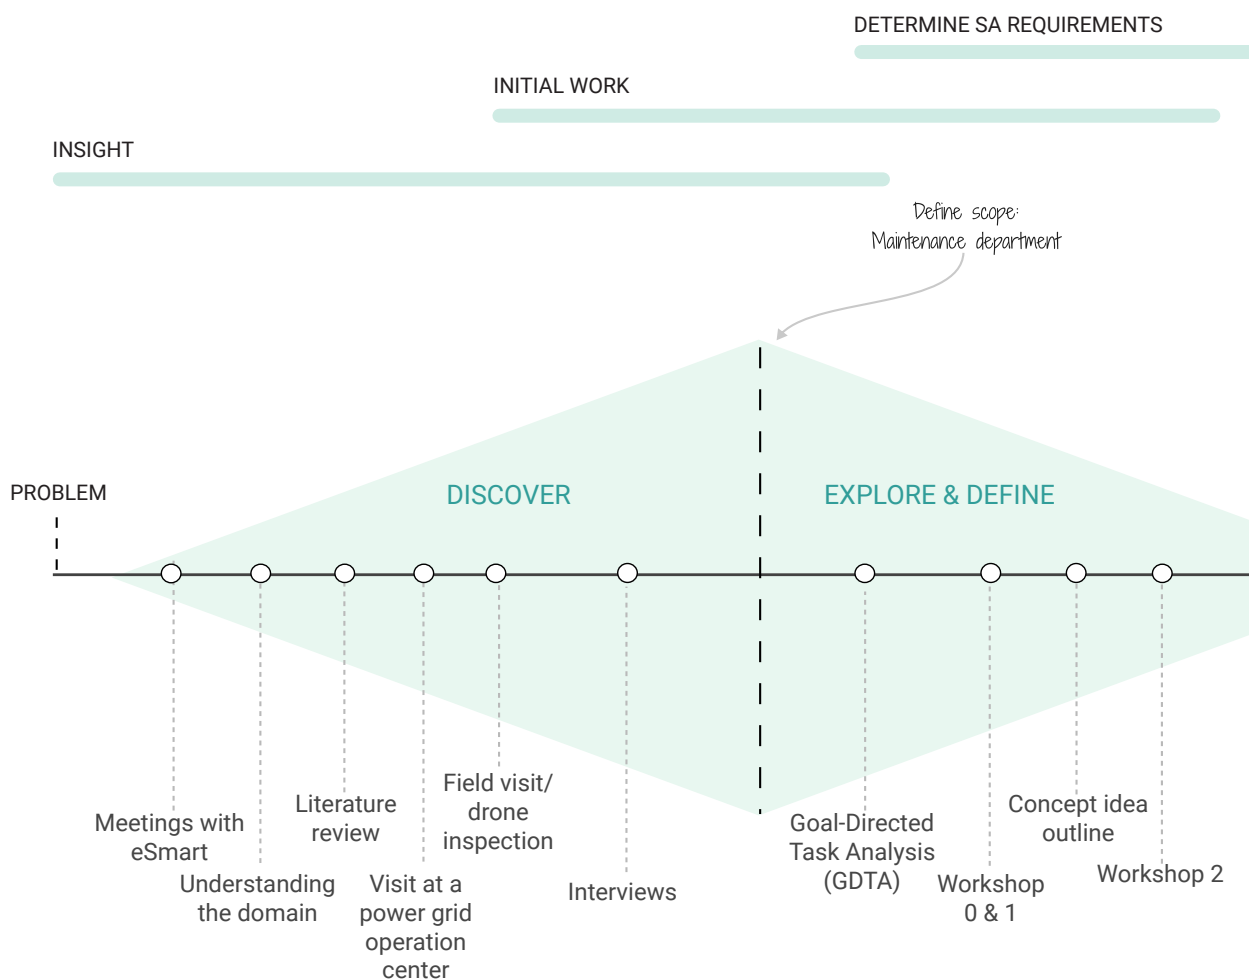 DETERMINE SA REQUIREMENTS
INITIAL WORK
INSIGHT
Define scope:
Maintenance department
PROBLEM
DISCOVER
EXPLORE & DEFINE
Meetings with
eSmart
Understanding
the domain
Literature
review
Visit at a
power grid
operation
center
Field visit/
drone
inspection
Interviews
Goal-Directed
Task Analysis
(GDTA)
Workshop
0 & 1
Concept idea
outline
Workshop 2